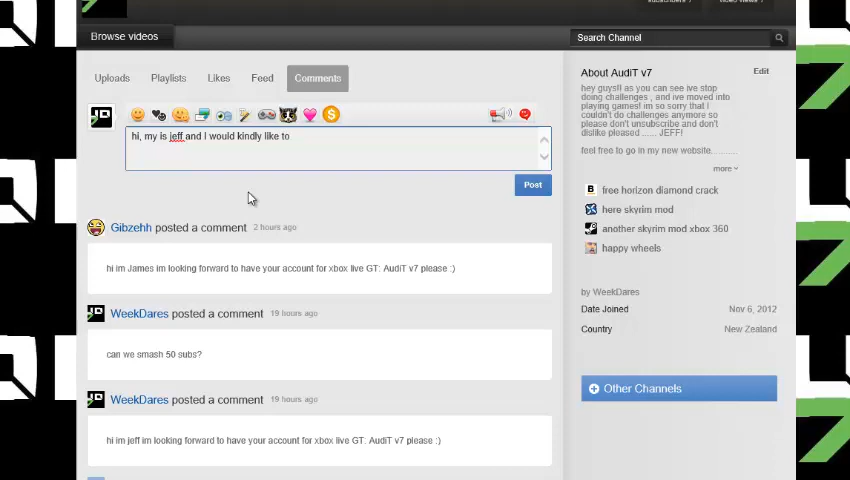 Browse videos
Search Channel
Uploads Playlists Likes Feed Comments
hi, my is jeff and I would kindly like to
Post
Gibzehh posted a comment 2 hours ago
hi im James im looking forward to have your account for xbox live GT: AudiT v7 please :)
WeekDares posted a comment 19 hours ago
can we smash 50 subs?
WeekDares posted a comment 19 hours ago
hi im jeff im looking forward to have your account for xbox live GT: AudiT v7 please :)
About AudiT v7 Edit
hey guys!! as you can see ive stop
doing challenges , and ive moved into
playing games! im so sorry that I
couldn't do challenges anymore so
please don't unsubscribe and don't
dislike pleased ...... JEFF!
feel free to go in my new website..........
more
free horizon diamond crack
here skyrim mod
another skyrim mod xbox 360
happy wheels
by WeekDares
Date Joined Nov 6, 2012
Country New Zealand
Other Channels